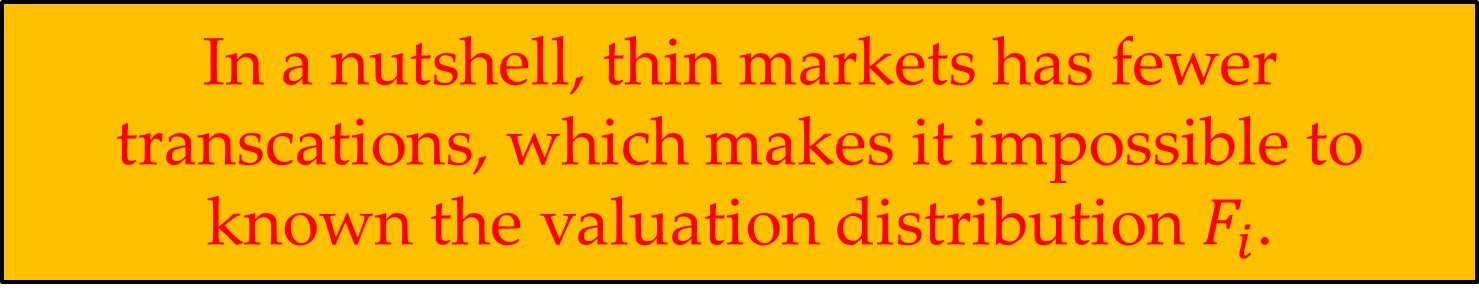 In a nutshell, thin markets has fewer
transcations, which makes it impossible to
known the valuation distribution $F_i$.